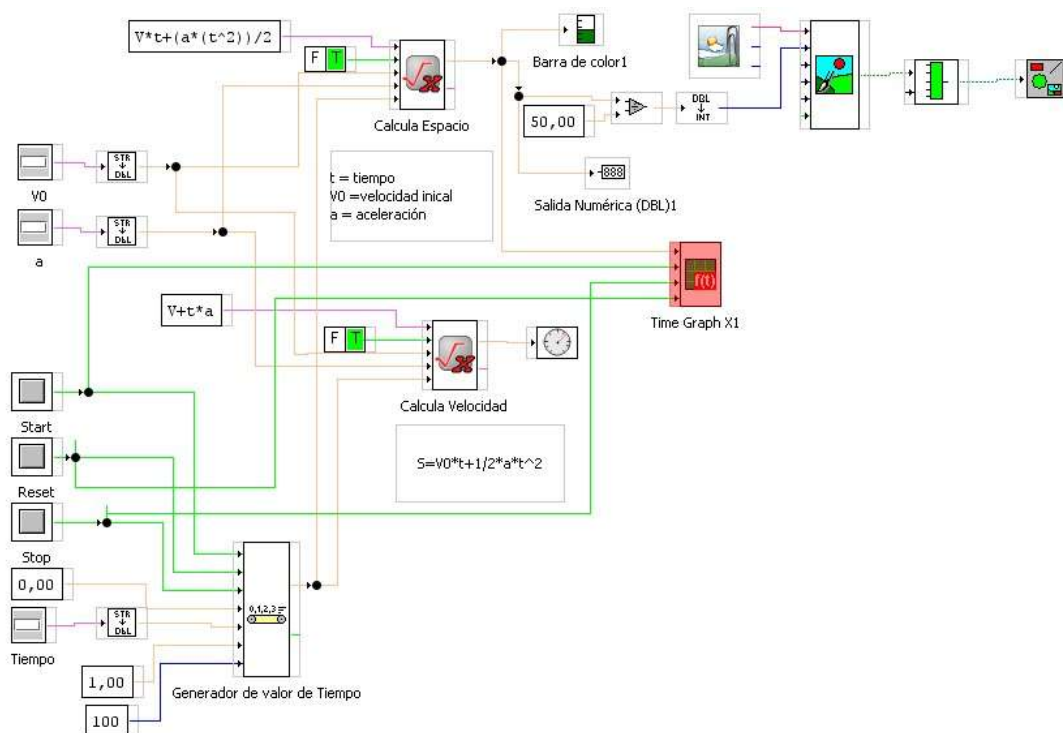 V*t+(a*(t^2))/2
F T
Calcula Espacio
Barra de color1
50,00
DBL
INT
888
Salida Numérica (DBL)1
STR
DBL
V0
STR
DBL
a
t = tiempo
V0 =velocidad inical
a = aceleración
f(t)
Time Graph X1
V+t*a
F T
Calcula Velocidad
Start
Reset
Stop
S=V0*t+1/2*a*t^2
0,00
STR
DBL
Tiempo
0,1,2,3
1,00
100
Generador de valor de Tiempo